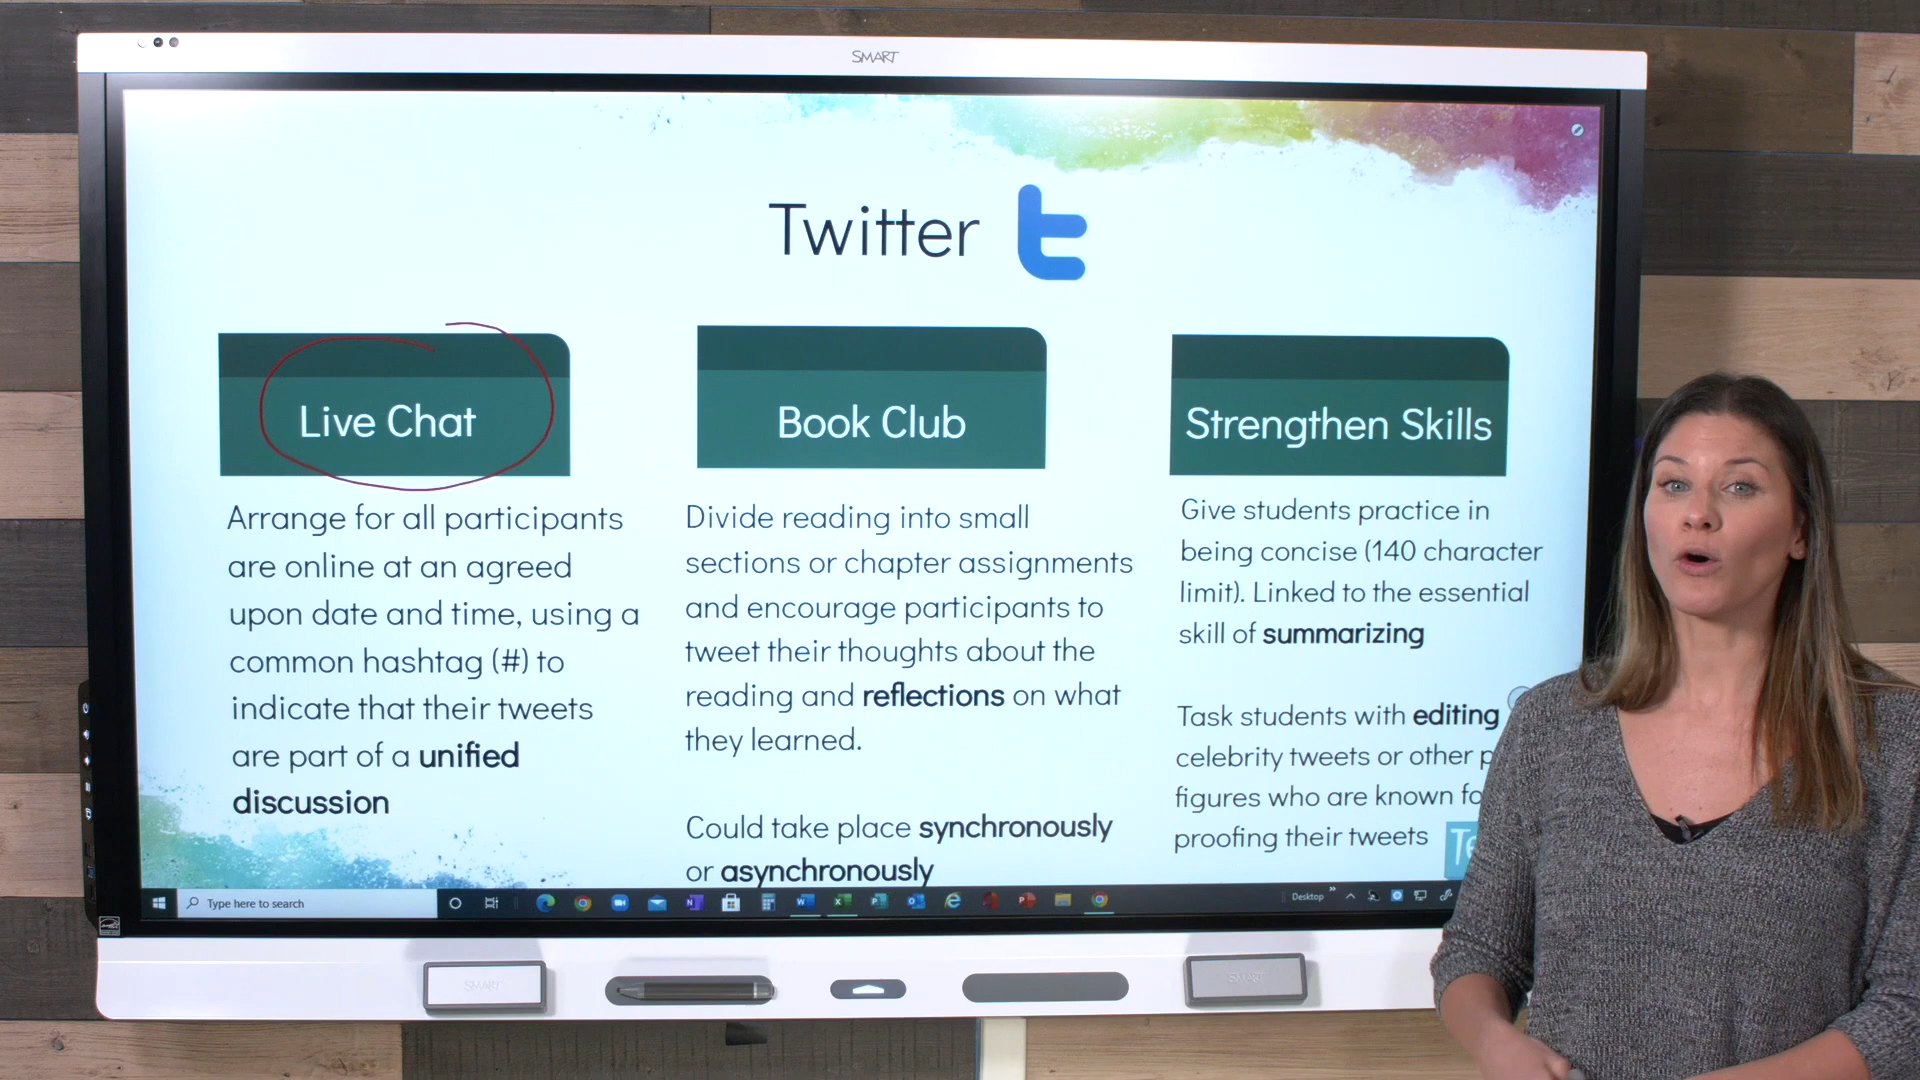 SMART
Twitter
Live Chat
Arrange for all participants
are online at an agreed
upon date and time, using a
common hashtag (#) to
indicate that their tweets
are part of a unified
discussion
Book Club
Divide reading into small
sections or chapter assignments
and encourage participants to
tweet their thoughts about the
reading and reflections on what
they learned.
Could take place synchronously
or asynchronously
Strengthen Skills
Give students practice in
being concise (140 character
limit). Linked to the essential
skill of summarizing
Task students with editing
celebrity tweets or other
figures who are known
proofing their tweets
Type here to search
Desktop
SMART
SMART